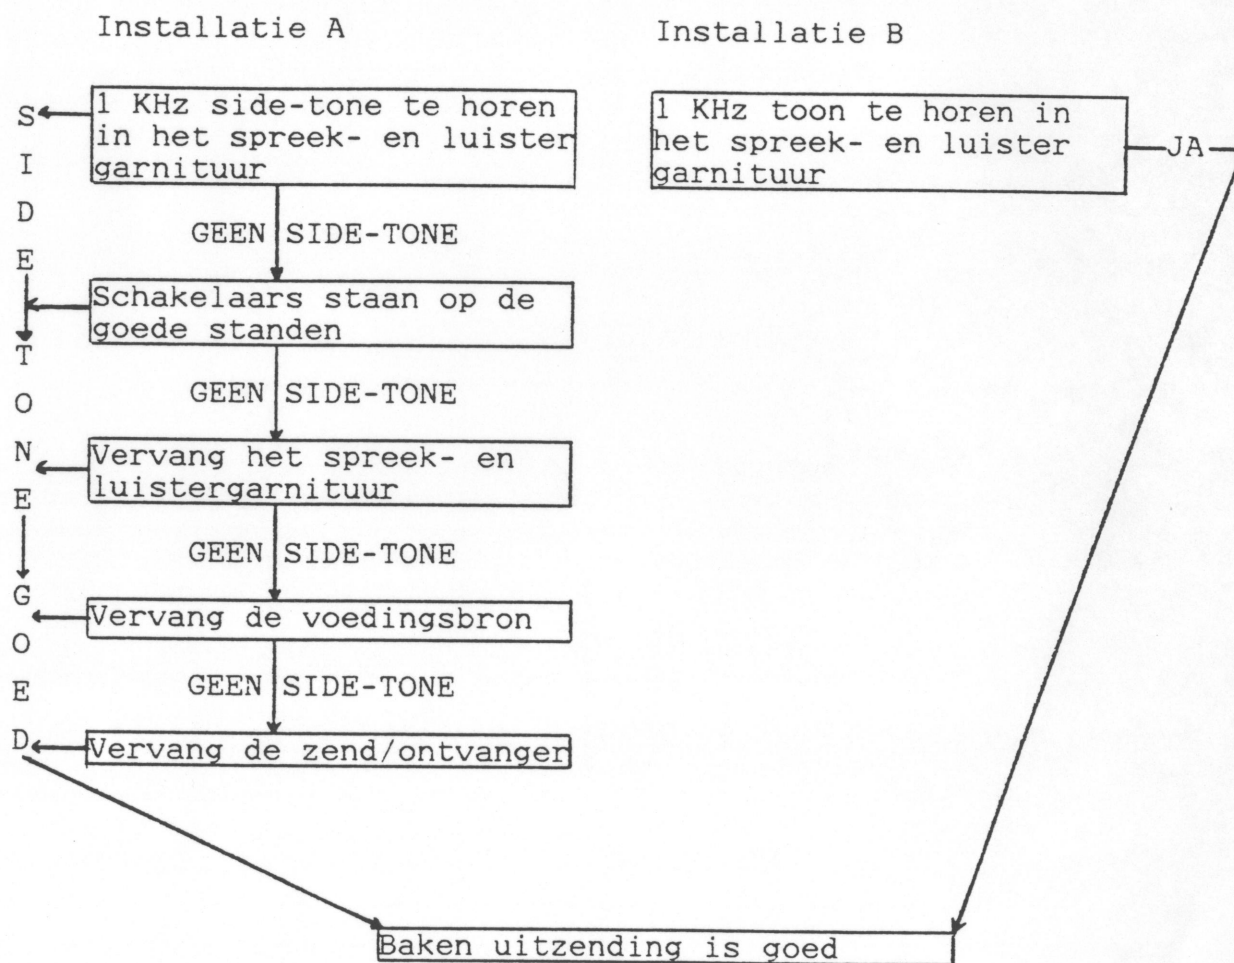 Installatie A
Installatie B
1 KHz side-tone te horen
in het spreek- en luister
garnituur
1 KHz toon te horen in
het spreek- en luister
garnituur
JA
GEEN SIDE-TONE
Schakelaars staan op de
goede standen
GEEN SIDE-TONE
Vervang het spreek- en
luistergarnituur
GEEN SIDE-TONE
Vervang de voedingsbron
GEEN SIDE-TONE
Vervang de zend/ontvanger
SIDE TONE GOED
Baken uitzending is goed